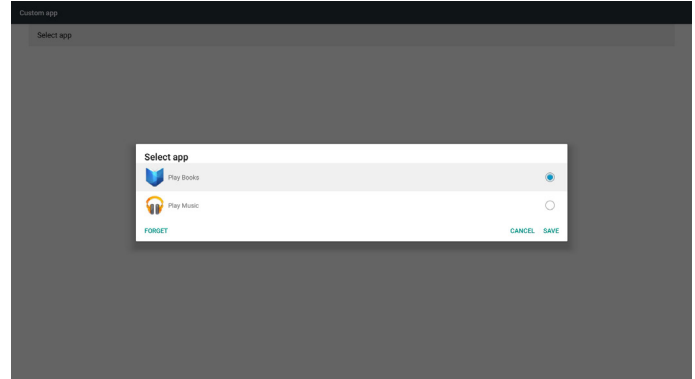 Custom app
Select app
Select app
Play Books
Play Music
FORGET CANCEL SAVE